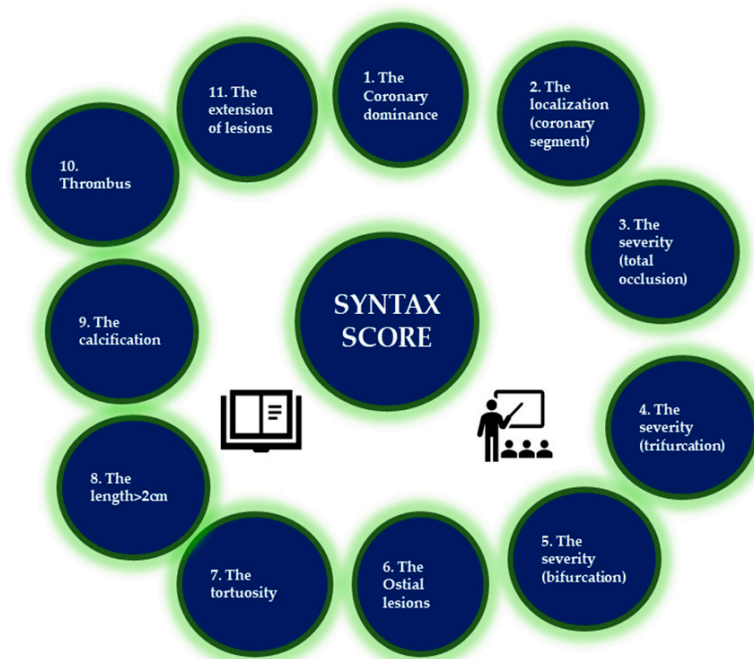 SYNTAX
SCORE
1. The
Coronary
dominance
2. The
localization
(coronary
segment)
3. The
severity
(total
occlusion)
4. The
severity
(trifurcation)
5. The
severity
(bifurcation)
6. The
Ostial
lesions
7. The
tortuosity
8. The
length>2cm
9. The
calcification
10.
Thrombus
11. The
extension
of lesions